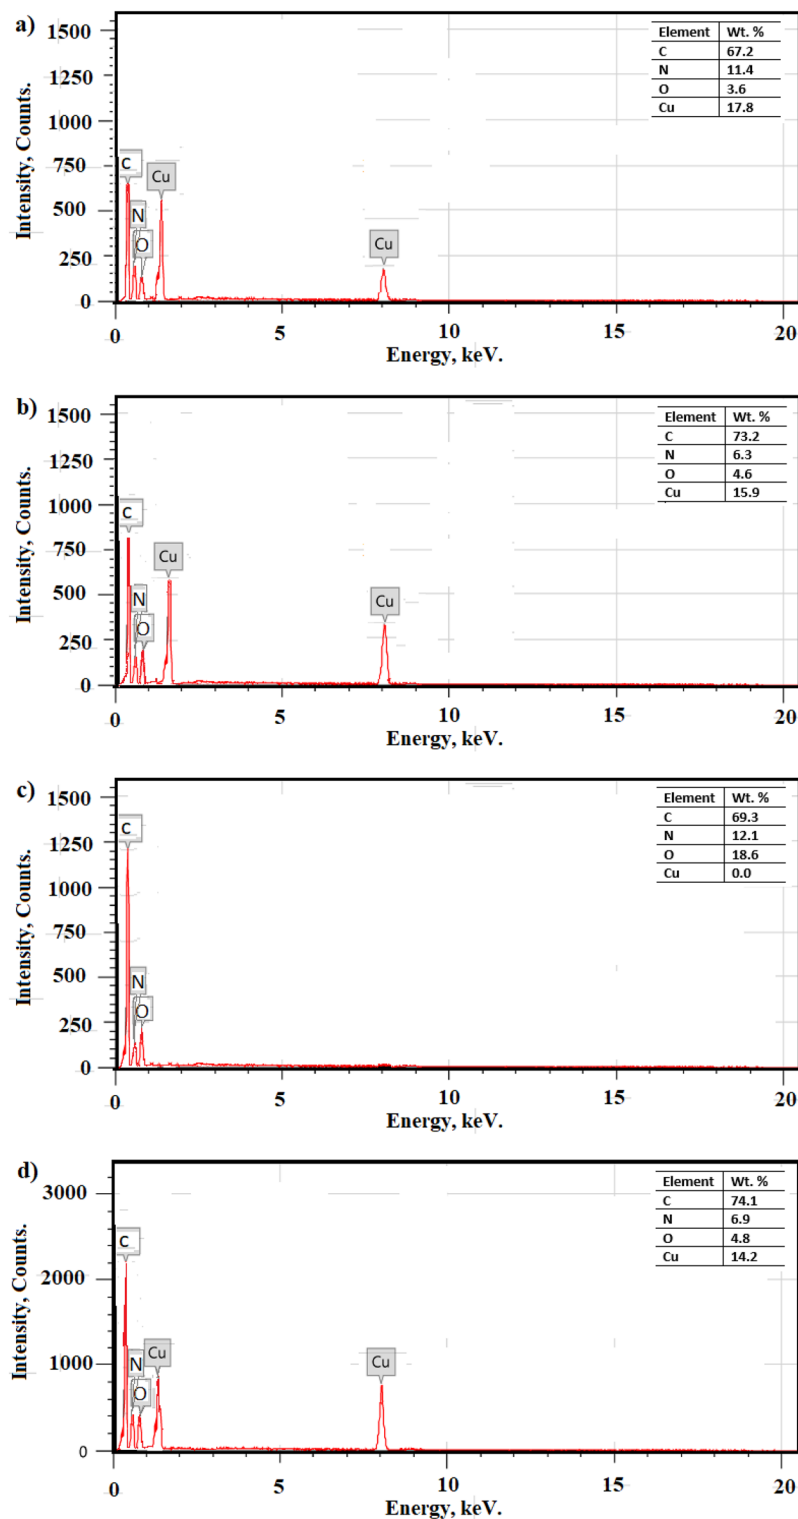 a)
Intensity, Counts.
1500
1250
1000
750
500
250
0
C
N
O
Cu
Cu
Element Wt. %
C 67.2
N 11.4
O 3.6
Cu 17.8
0 5 10 15 20
Energy, keV.
b)
Intensity, Counts.
1500
1250
1000
750
500
250
0
C
N
O
Cu
Cu
Element Wt. %
C 73.2
N 6.3
O 4.6
Cu 15.9
0 5 10 15 20
Energy, keV.
c)
Intensity, Counts.
1500
1250
1000
750
500
250
0
C
N
O
Element Wt. %
C 69.3
N 12.1
O 18.6
Cu 0.0
0 5 10 15 20
Energy, keV.
d)
Intensity, Counts.
3000
2000
1000
0
C
N
O
Cu
Cu
Element Wt. %
C 74.1
N 6.9
O 4.8
Cu 14.2
0 5 10 15 20
Energy, keV.